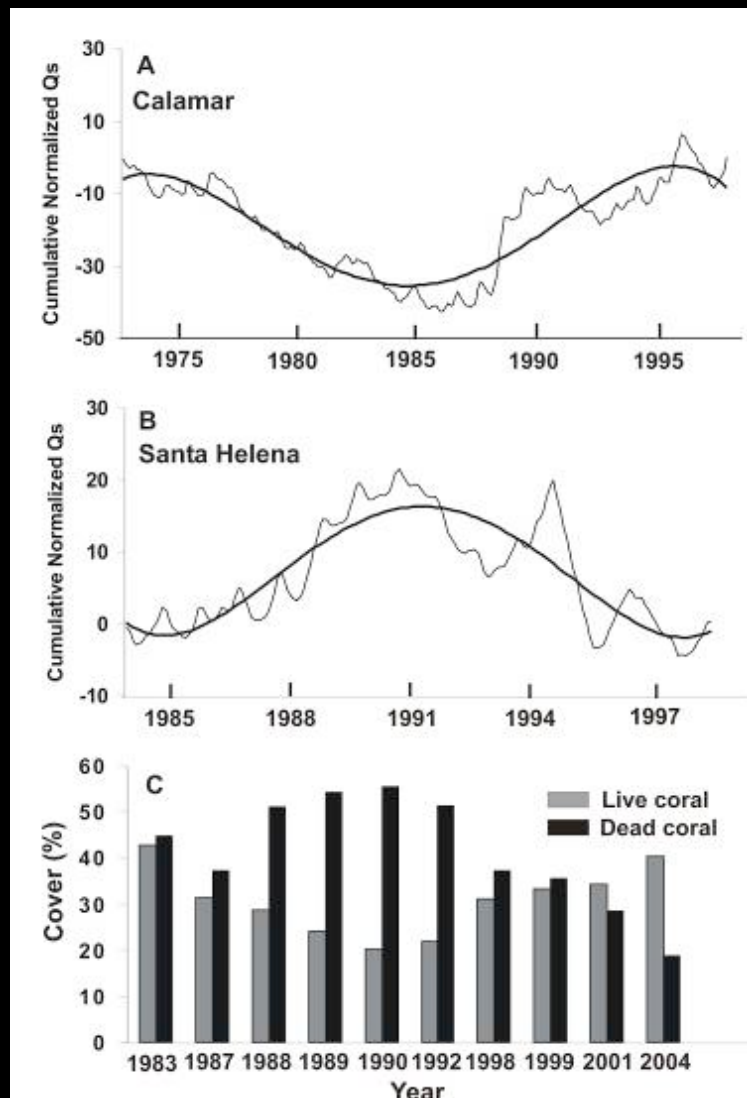 A
Calamar
Cumulative Normalized Qs
30
10
-10
-30
-50
1975 1980 1985 1990 1995
B
Santa Helena
Cumulative Normalized Qs
30
20
10
0
-10
1985 1988 1991 1994 1997
C
Live coral
Dead coral
Cover (%)
60
50
40
30
20
10
0
1983 1987 1988 1989 1990 1992 1998 1999 2001 2004
Year